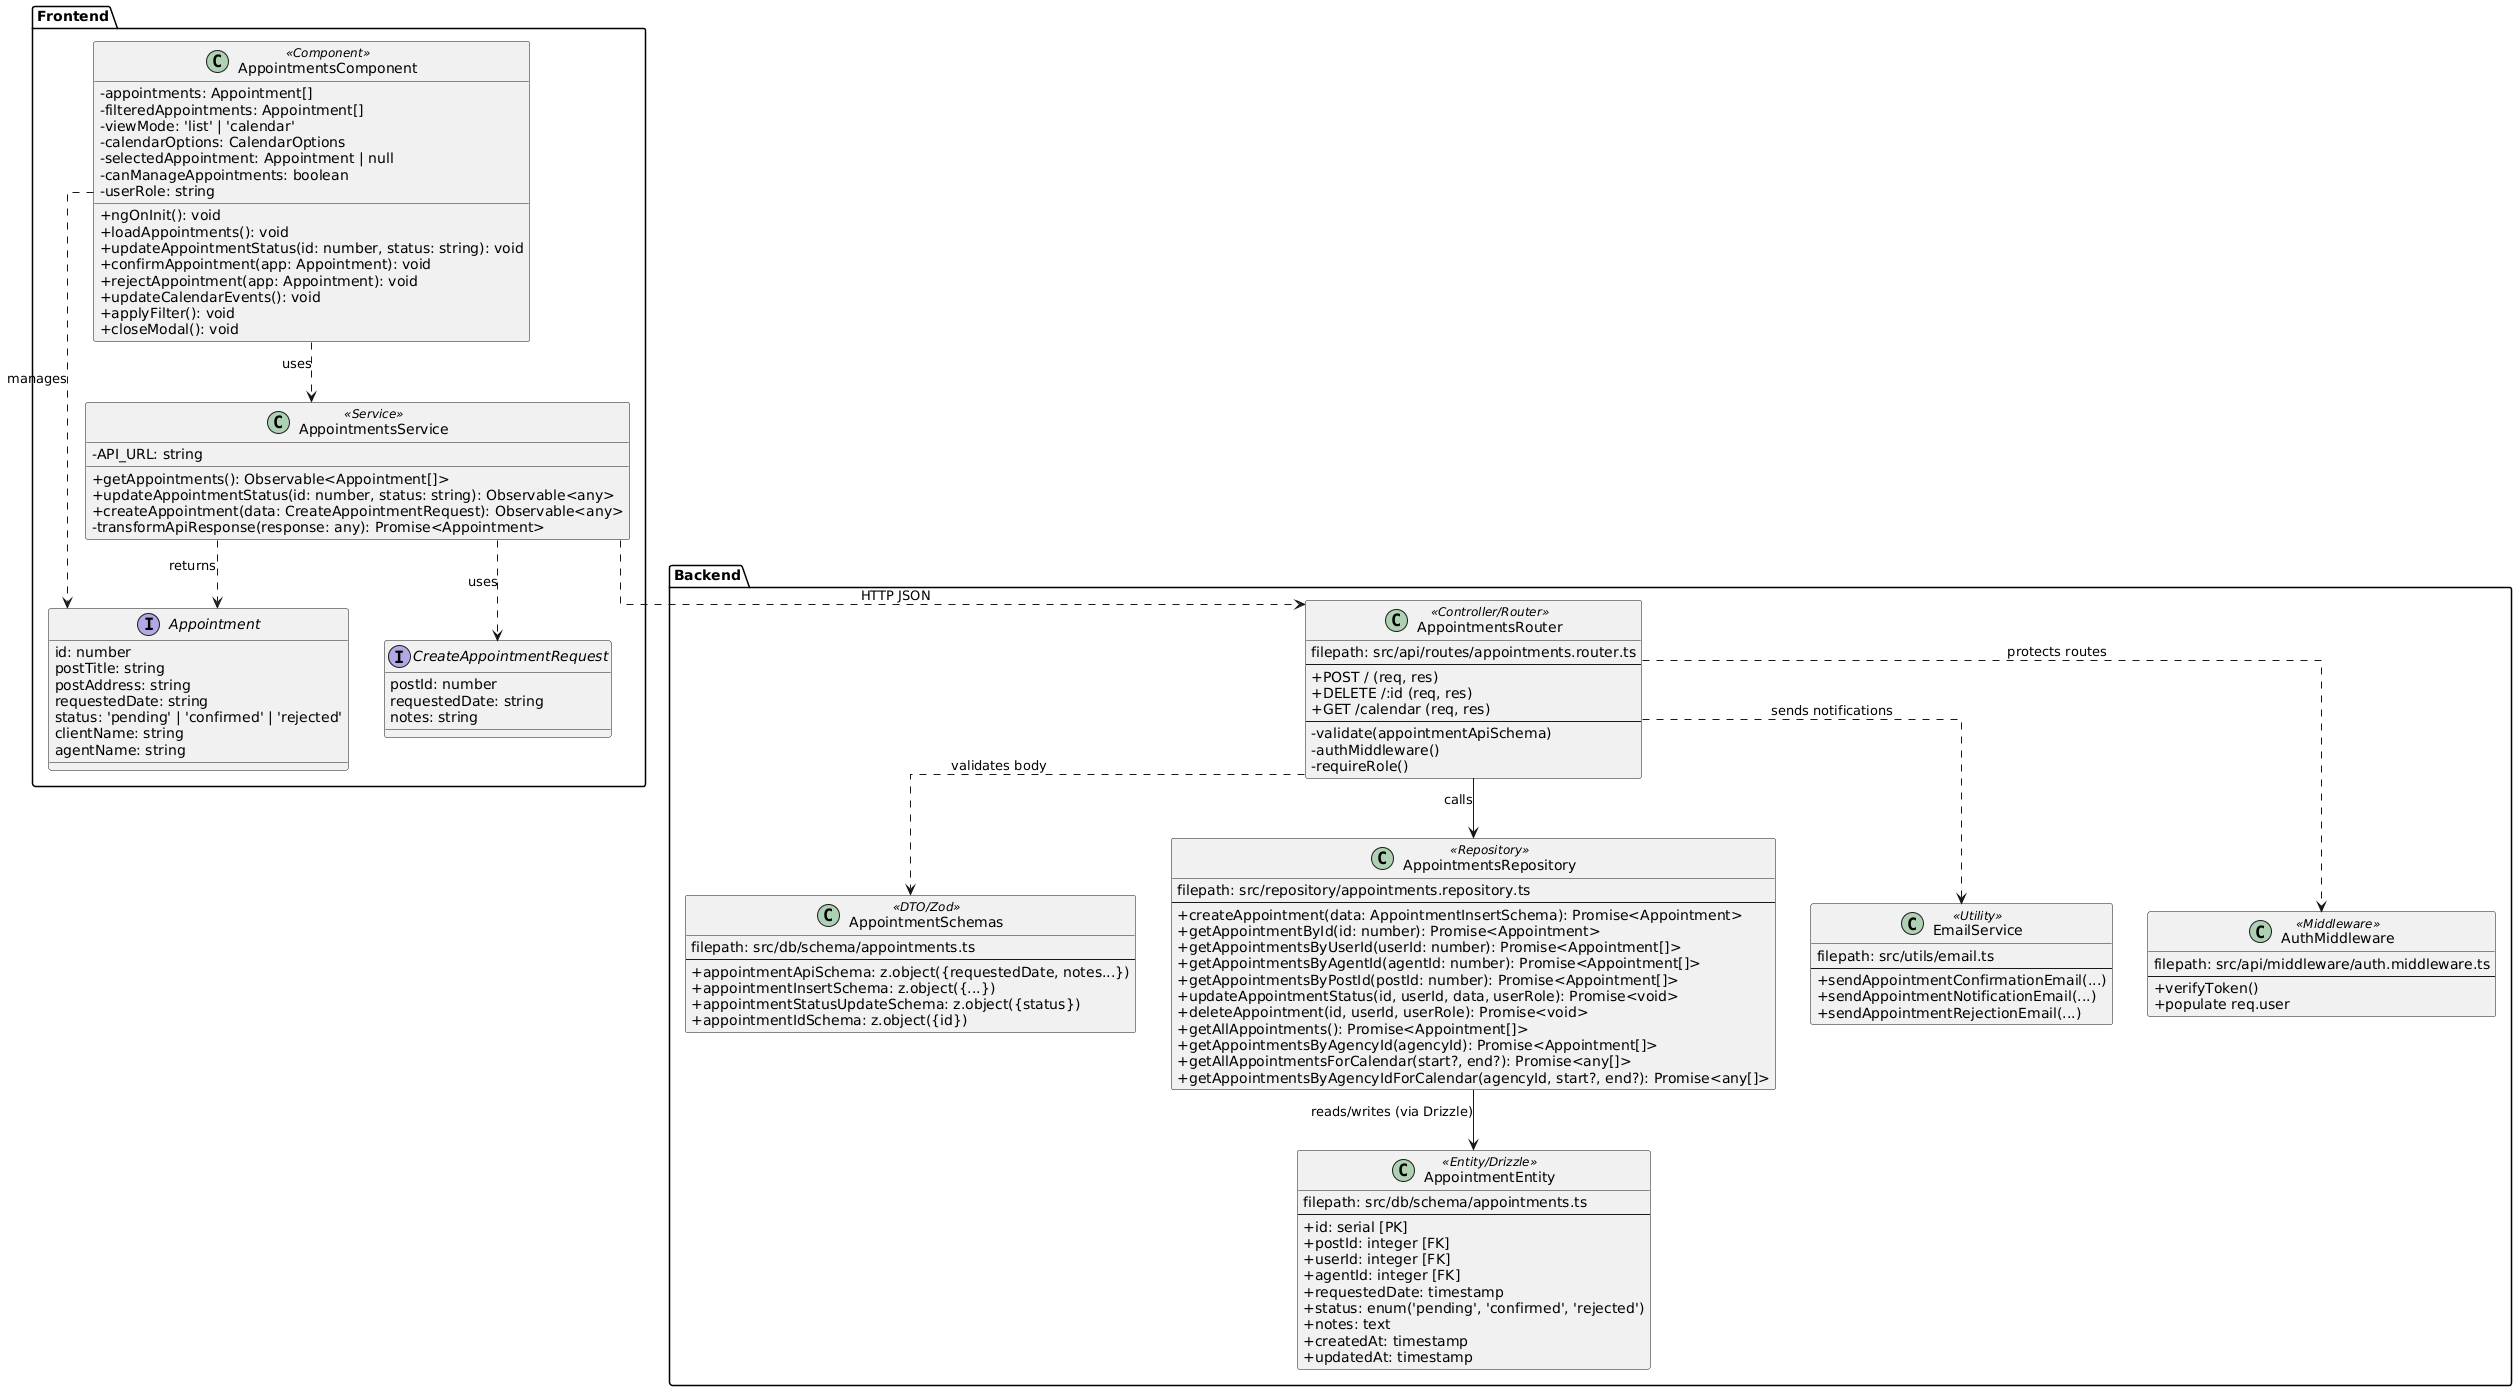 Frontend
«Component»
AppointmentsComponent
-appointments: Appointment[]
-filteredAppointments: Appointment[]
-viewMode: 'list' | 'calendar'
-calendarOptions: CalendarOptions
-selectedAppointment: Appointment | null
-canManageAppointments: boolean
-userRole: string
+ngOnInit(): void
+loadAppointments(): void
+updateAppointmentStatus(id: number, status: string): void
+confirmAppointment(app: Appointment): void
+rejectAppointment(app: Appointment): void
+updateCalendarEvents(): void
+applyFilter(): void
+closeModal(): void
uses
manages
«Service»
AppointmentsService
-API_URL: string
+getAppointments(): Observable<Appointment[]>
+updateAppointmentStatus(id: number, status: string): Observable<any>
+createAppointment(data: CreateAppointmentRequest): Observable<any>
-transformApiResponse(response: any): Promise<Appointment>
returns
uses
HTTP JSON
Appointment
id: number
postTitle: string
postAddress: string
requestedDate: string
status: 'pending' | 'confirmed' | 'rejected'
clientName: string
agentName: string
CreateAppointmentRequest
postId: number
requestedDate: string
notes: string
Backend
«Controller/Router»
AppointmentsRouter
filepath: src/api/routes/appointments.router.ts
+POST / (req, res)
+DELETE /:id (req, res)
+GET /calendar (req, res)
-validate(appointmentApiSchema)
-authMiddleware()
-requireRole()
protects routes
sends notifications
validates body
calls
«DTO/Zod»
AppointmentSchemas
filepath: src/db/schema/appointments.ts
+appointmentApiSchema: z.object({requestedDate, notes...})
+appointmentInsertSchema: z.object({...})
+appointmentStatusUpdateSchema: z.object({status})
+appointmentIdSchema: z.object({id})
«Repository»
AppointmentsRepository
filepath: src/repository/appointments.repository.ts
+createAppointment(data: AppointmentInsertSchema): Promise<Appointment>
+getAppointmentById(id: number): Promise<Appointment>
+getAppointmentsByUserId(userId: number): Promise<Appointment[]>
+getAppointmentsByAgentId(agentId: number): Promise<Appointment[]>
+getAppointmentsByPostId(postId: number): Promise<Appointment[]>
+updateAppointmentStatus(id, userId, data, userRole): Promise<void>
+deleteAppointment(id, userId, userRole): Promise<void>
+getAllAppointments(): Promise<Appointment[]>
+getAppointmentsByAgencyId(agencyId): Promise<Appointment[]>
+getAllAppointmentsForCalendar(start?, end?): Promise<any[]>
+getAppointmentsByAgencyIdForCalendar(agencyId, start?, end?): Promise<any[]>
«Utility»
EmailService
filepath: src/utils/email.ts
+sendAppointmentConfirmationEmail(...)
+sendAppointmentNotificationEmail(...)
+sendAppointmentRejectionEmail(...)
«Middleware»
AuthMiddleware
filepath: src/api/middleware/auth.middleware.ts
+verifyToken()
+populate req.user
reads/writes (via Drizzle)
«Entity/Drizzle»
AppointmentEntity
filepath: src/db/schema/appointments.ts
+id: serial [PK]
+postId: integer [FK]
+userId: integer [FK]
+agentId: integer [FK]
+requestedDate: timestamp
+status: enum('pending', 'confirmed', 'rejected')
+notes: text
+createdAt: timestamp
+updatedAt: timestamp